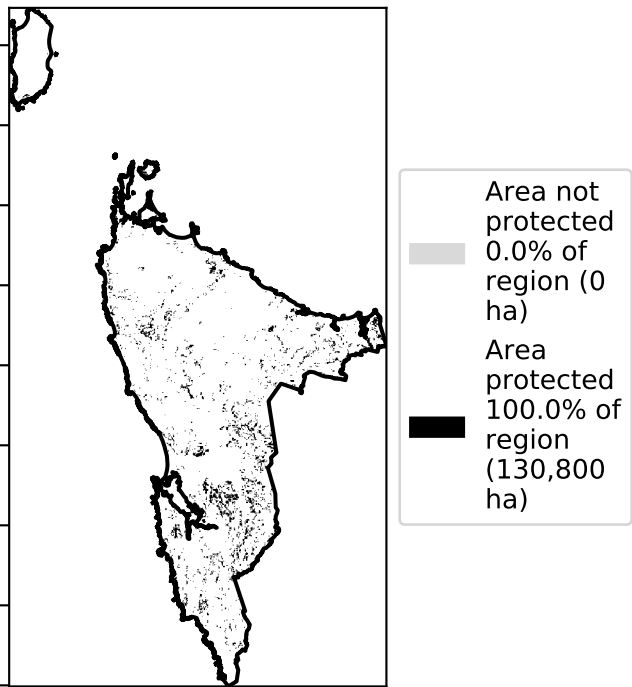 Area not
protected
0.0% of
region (0
ha)
Area
protected
100.0% of
region
(130,800
ha)